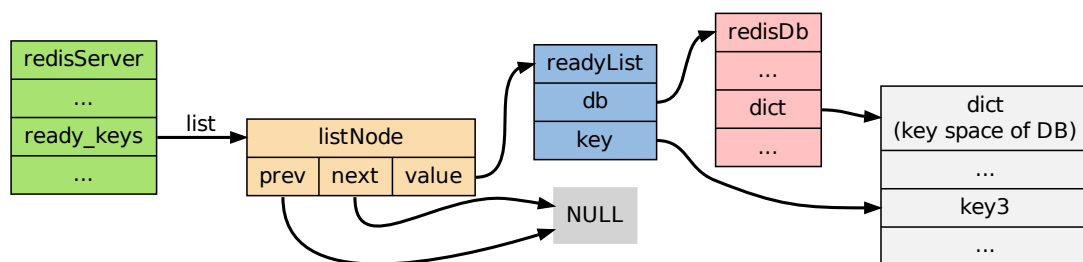 redisServer
...
ready_keys
...
list
listNode
prev
next
value
readyList
db
key
NULL
redisDb
...
dict
...
dict
(key space of DB)
...
key3
...